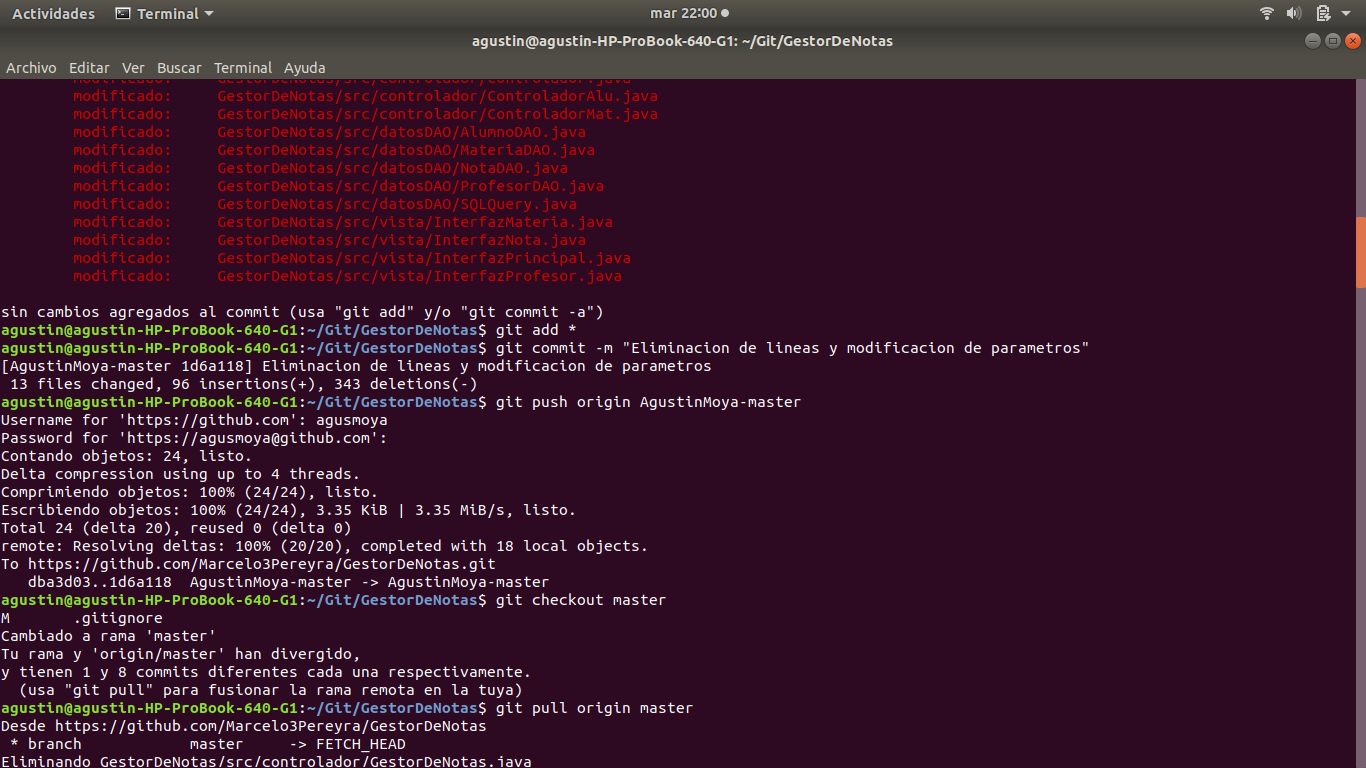 Actividades Terminal mar 22:00
agustin@agustin-HP-ProBook-640-G1: ~/Git/GestorDeNotas
Archivo Editar Ver Buscar Terminal Ayuda
modificado: GestorDeNotas/src/controlador/Controlador.java
modificado: GestorDeNotas/src/controlador/ControladorAlu.java
modificado: GestorDeNotas/src/controlador/ControladorMat.java
modificado: GestorDeNotas/src/datosDAO/AlumnoDAO.java
modificado: GestorDeNotas/src/datosDAO/MateriaDAO.java
modificado: GestorDeNotas/src/datosDAO/NotaDAO.java
modificado: GestorDeNotas/src/datosDAO/ProfesorDAO.java
modificado: GestorDeNotas/src/datosDAO/SQLQuery.java
modificado: GestorDeNotas/src/vista/InterfazMateria.java
modificado: GestorDeNotas/src/vista/InterfazNota.java
modificado: GestorDeNotas/src/vista/InterfazPrincipal.java
modificado: GestorDeNotas/src/vista/InterfazProfesor.java
sin cambios agregados al commit (usa "git add" y/o "git commit -a")
agustin@agustin-HP-ProBook-640-G1:~/Git/GestorDeNotas$ git add *
agustin@agustin-HP-ProBook-640-G1:~/Git/GestorDeNotas$ git commit -m "Eliminacion de lineas y modificacion de parametros"
[AgustinMoya-master 1d6a118] Eliminacion de lineas y modificacion de parametros
13 files changed, 96 insertions(+), 343 deletions(-)
agustin@agustin-HP-ProBook-640-G1:~/Git/GestorDeNotas$ git push origin AgustinMoya-master
Username for 'https://github.com': agusmoya
Password for 'https://agusmoya@github.com':
Contando objetos: 24, listo.
Delta compression using up to 4 threads.
Comprimiendo objetos: 100% (24/24), listo.
Escribiendo objetos: 100% (24/24), 3.35 KiB | 3.35 MiB/s, listo.
Total 24 (delta 20), reused 0 (delta 0)
remote: Resolving deltas: 100% (20/20), completed with 18 local objects.
To https://github.com/Marcelo3Pereyra/GestorDeNotas.git
dba3d03..1d6a118 AgustinMoya-master -> AgustinMoya-master
agustin@agustin-HP-ProBook-640-G1:~/Git/GestorDeNotas$ git checkout master
M .gitignore
Cambiado a rama 'master'
Tu rama y 'origin/master' han divergido,
y tienen 1 y 8 commits diferentes cada una respectivamente.
(usa "git pull" para fusionar la rama remota en la tuya)
agustin@agustin-HP-ProBook-640-G1:~/Git/GestorDeNotas$ git pull origin master
Desde https://github.com/Marcelo3Pereyra/GestorDeNotas
* branch master -> FETCH_HEAD
Eliminando GestorDeNotas/src/controlador/GestorDeNotas.java